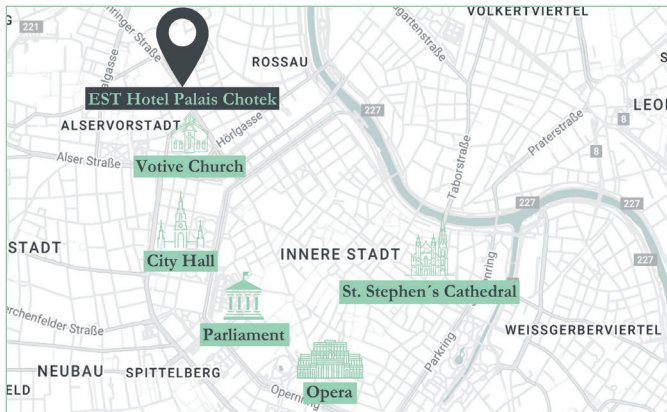 VOLKERTVIERTEL
221
ROSSAU
EST Hotel Palais Chotek
227
ALSERVORSTADT
Hörlgasse
Taborstraße
Praterstraße
8
Alser Straße
Votive Church
8
227
227
227
STADT
City Hall
INNERE STADT
St. Stephen´s Cathedral
Parliament
Parkring
WEISSGERBERVIERTEL
NEUBAU
SPITTELBERG
Opera